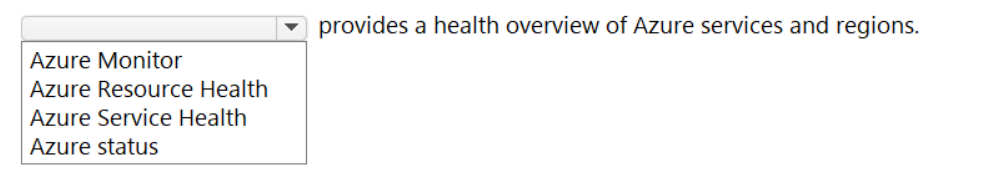 provides a health overview of Azure services and regions.
Azure Monitor
Azure Resource Health
Azure Service Health
Azure status